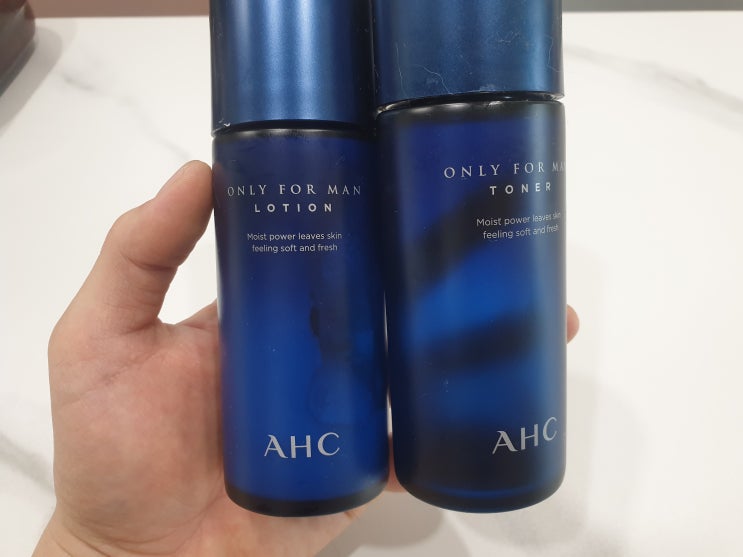 ONLY FOR MAN
LOTION
Moist power leaves skin
feeling soft and fresh
AHC
ONLY FOR MAN
TONER
Moist power leaves skin
feeling soft and fresh
AHC